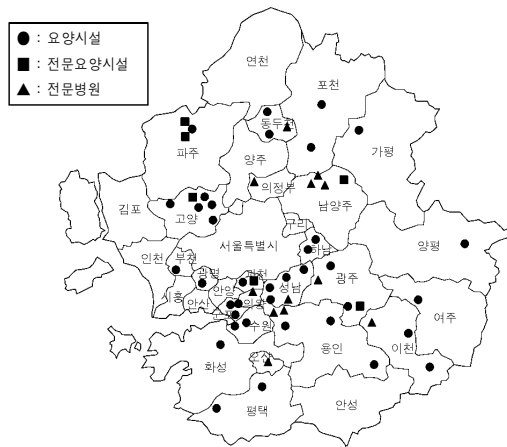 ● : 요양시설
■ : 전문요양시설
▲ : 전문병원
연천
포천
동두천
가평
파주
양주
의정부
남양주
김포
고양
구리
서울특별시
하남
양평
인천
부천
광명
과천
성남
광주
시흥
안산
안양
의왕
군포
수원
여주
용인
이천
화성
오산
평택
안성